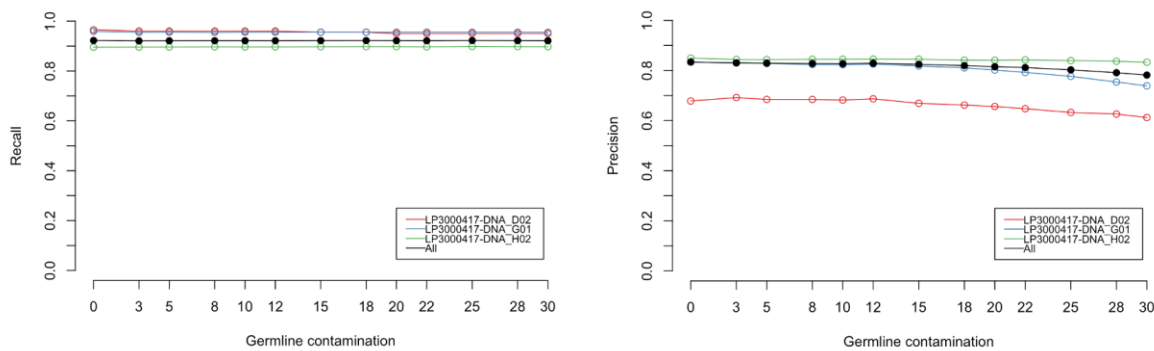 1.0
0.8
0.6
0.4
0.2
0.0
Recall
LP3000417-DNA_D02
LP3000417-DNA_G01
LP3000417-DNA_H02
All
0 3 5 8 10 12 15 18 20 22 25 28 30
Germline contamination
1.0
0.8
0.6
0.4
0.2
0.0
Precision
LP3000417-DNA_D02
LP3000417-DNA_G01
LP3000417-DNA_H02
All
0 3 5 8 10 12 15 18 20 22 25 28 30
Germline contamination